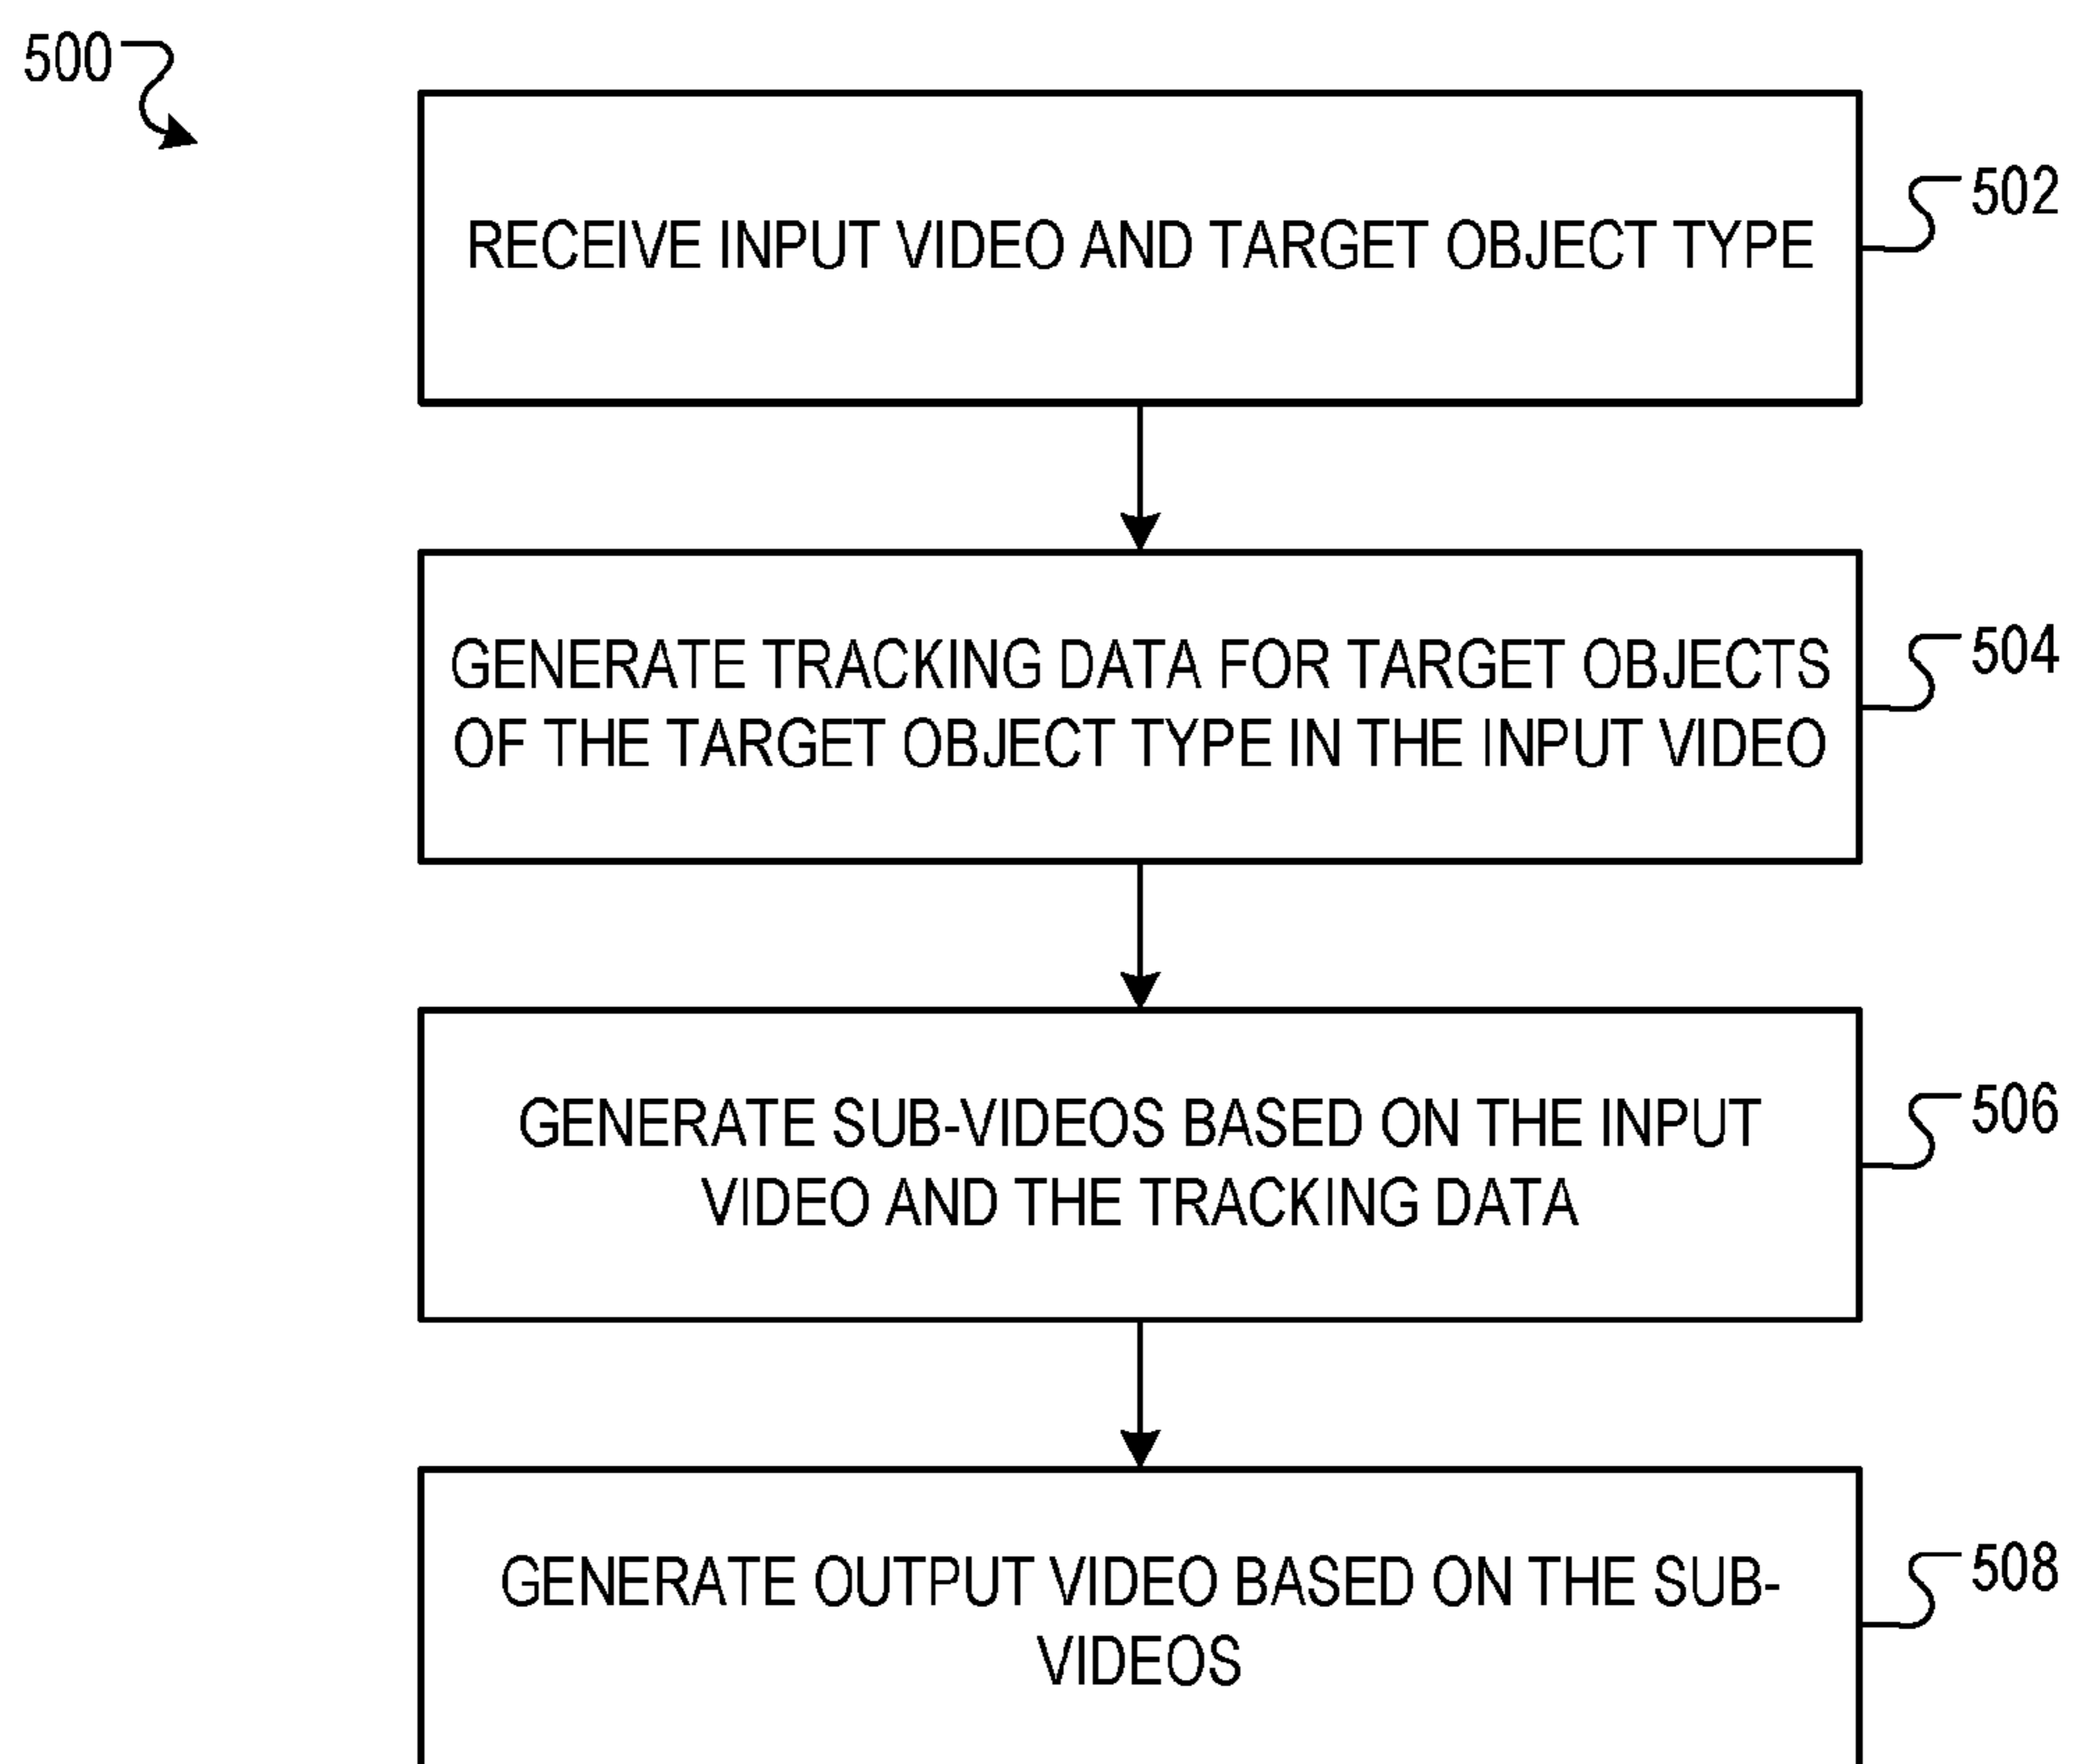 500
RECEIVE INPUT VIDEO AND TARGET OBJECT TYPE
502
GENERATE TRACKING DATA FOR TARGET OBJECTS
OF THE TARGET OBJECT TYPE IN THE INPUT VIDEO
504
GENERATE SUB-VIDEOS BASED ON THE INPUT
VIDEO AND THE TRACKING DATA
506
GENERATE OUTPUT VIDEO BASED ON THE SUB-
VIDEOS
508